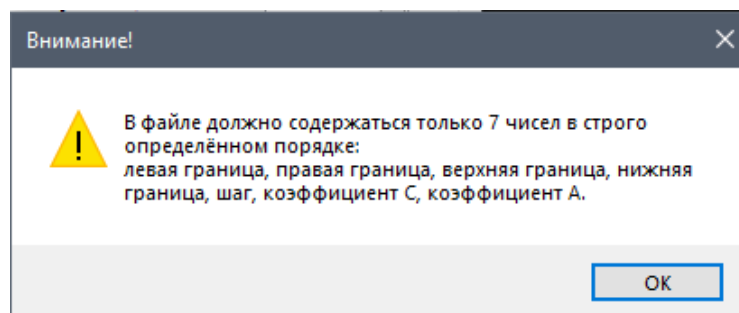 Внимание!
В файле должно содержаться только 7 чисел в строго
определённом порядке:
левая граница, правая граница, верхняя граница, нижняя
граница, шаг, коэффициент С, коэффициент А.
ОК